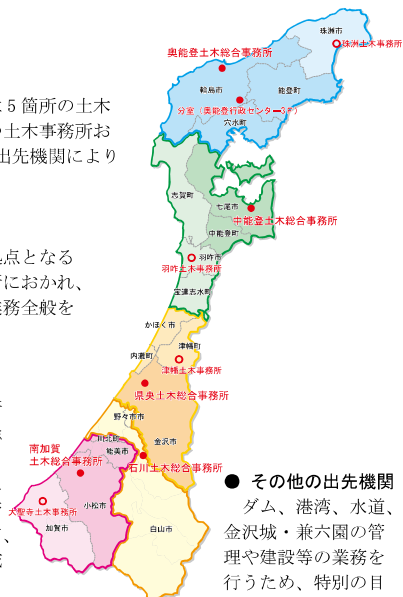 珠洲市
珠洲土木事務所
奥能登土木総合事務所
輪島市
能登町
分室（奥能登行政センター3F）
穴水町
5 箇所の土木
土木事務所お
出先機関により
志賀町
七尾市
中能登土木総合事務所
中能登町
羽咋市
羽咋土木事務所
宝達志水町
点となる
におかれ、
務全般を
かほく市
津幡町
内灘町
津幡土木事務所
県央土木総合事務所
野々市市
金沢市
川北町
能美市
南加賀
土木総合事務所
石川土木総合事務所
小松市
大聖寺土木事務所
加賀市
白山市
● その他の出先機関
ダム、港湾、水道、
金沢城・兼六園の管
理や建設等の業務を
行うため、特別の目